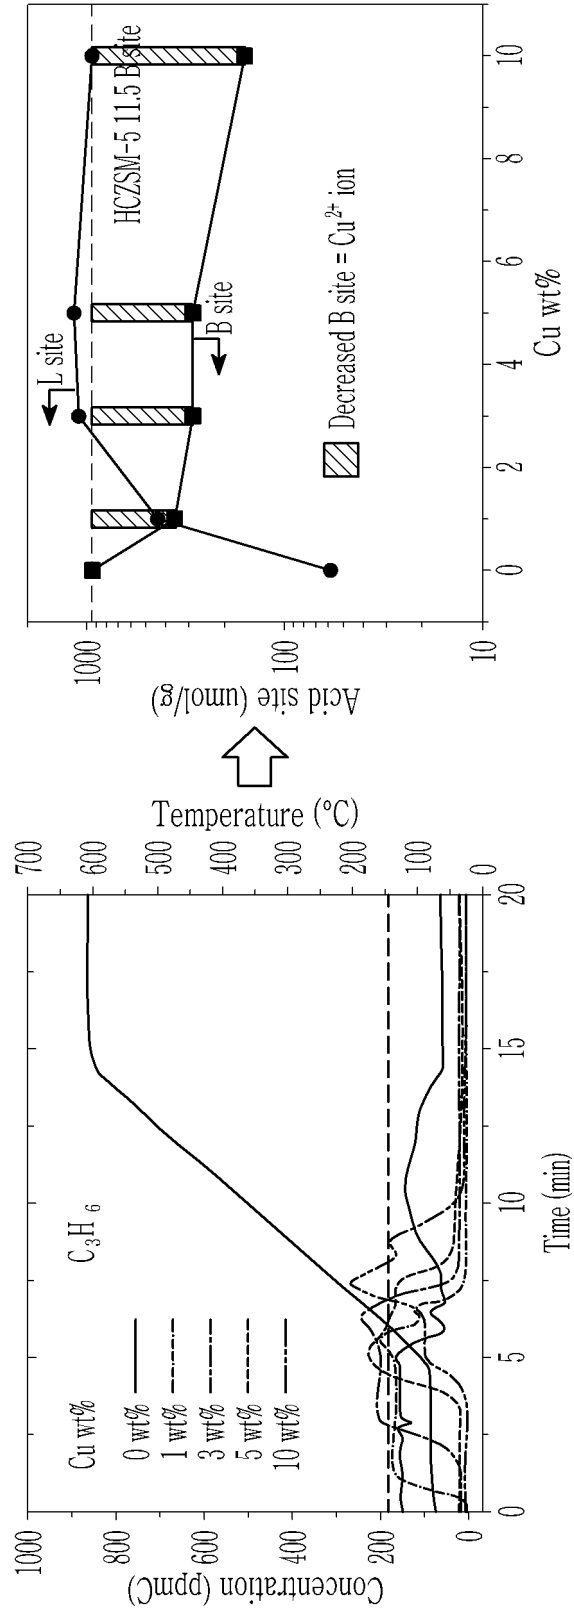 1000
800
600
400
200
0
Concentration (ppmC)
700
600
500
400
300
200
100
0
Temperature (°C)
0
5
10
15
20
Time (min)
C3H6
Cu wt%
0 wt%
1 wt%
3 wt%
5 wt%
10 wt%
1000
100
10
Acid site (umol/g)
0
2
4
6
8
10
Cu wt%
L site
B site
HCZSM-5 11.5 B site
Decreased B site = Cu2+ ion